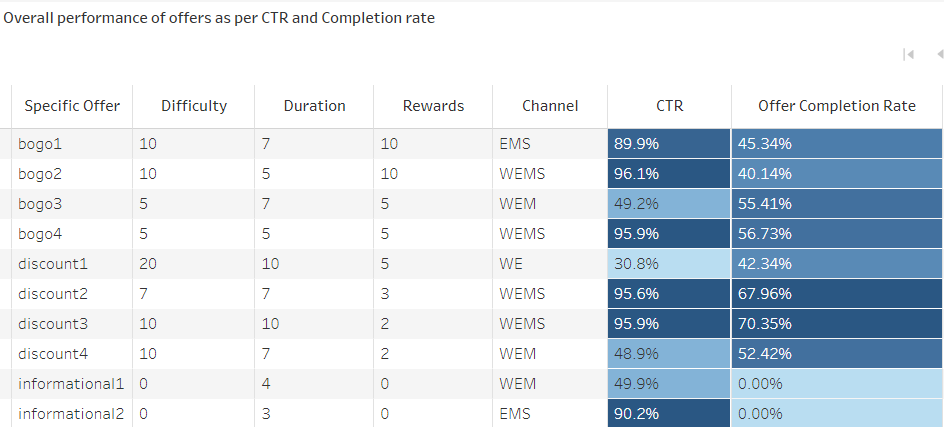 Overall performance of offers as per CTR and Completion rate
Specific Offer Difficulty Duration Rewards Channel CTR Offer Completion Rate
bogo1 10 7 10 EMS 89.9% 45.34%
bogo2 10 5 10 WEMS 96.1% 40.14%
bogo3 5 7 5 WEM 49.2% 55.41%
bogo4 5 5 5 WEMS 95.9% 56.73%
discount1 20 10 5 WE 30.8% 42.34%
discount2 7 7 3 WEMS 95.6% 67.96%
discount3 10 10 2 WEMS 95.9% 70.35%
discount4 10 7 2 WEM 48.9% 52.42%
informational1 0 4 0 WEM 49.9% 0.00%
informational2 0 3 0 EMS 90.2% 0.00%